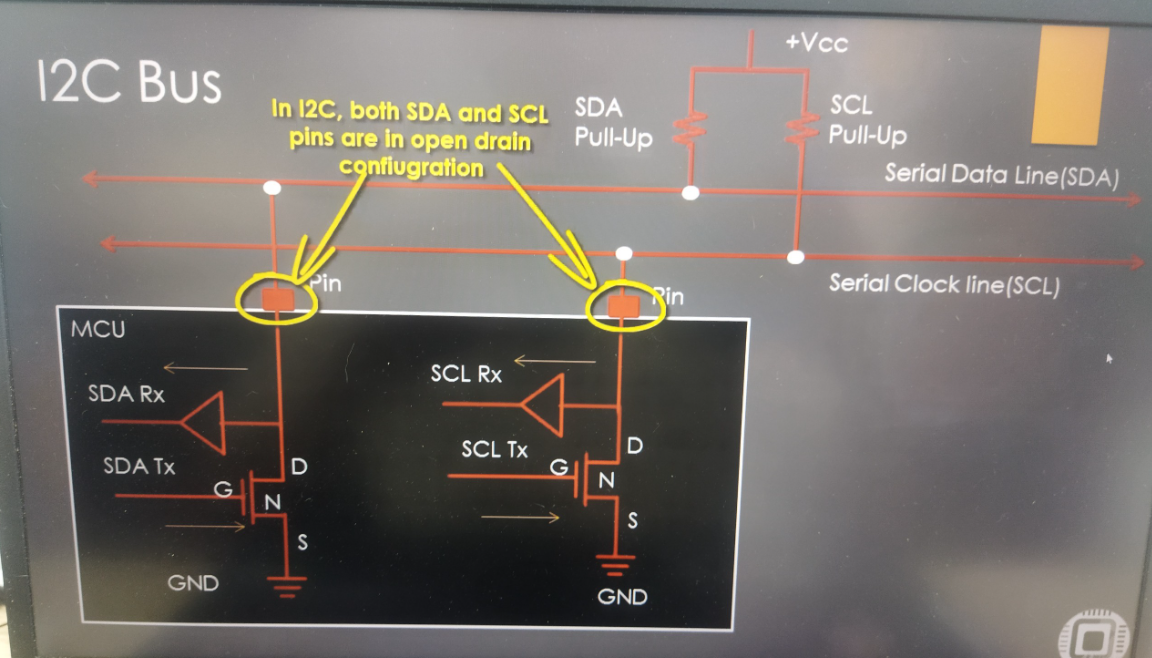 I2C Bus
In I2C, both SDA and SCL
pins are in open drain
confiugration
+Vcc
SDA
Pull-Up
SCL
Pull-Up
Serial Data Line(SDA)
Serial Clock line(SCL)
Pin
Pin
MCU
SDA Rx
SCL Rx
SDA Tx
SCL Tx
G
D
N
S
G
D
N
S
GND
GND